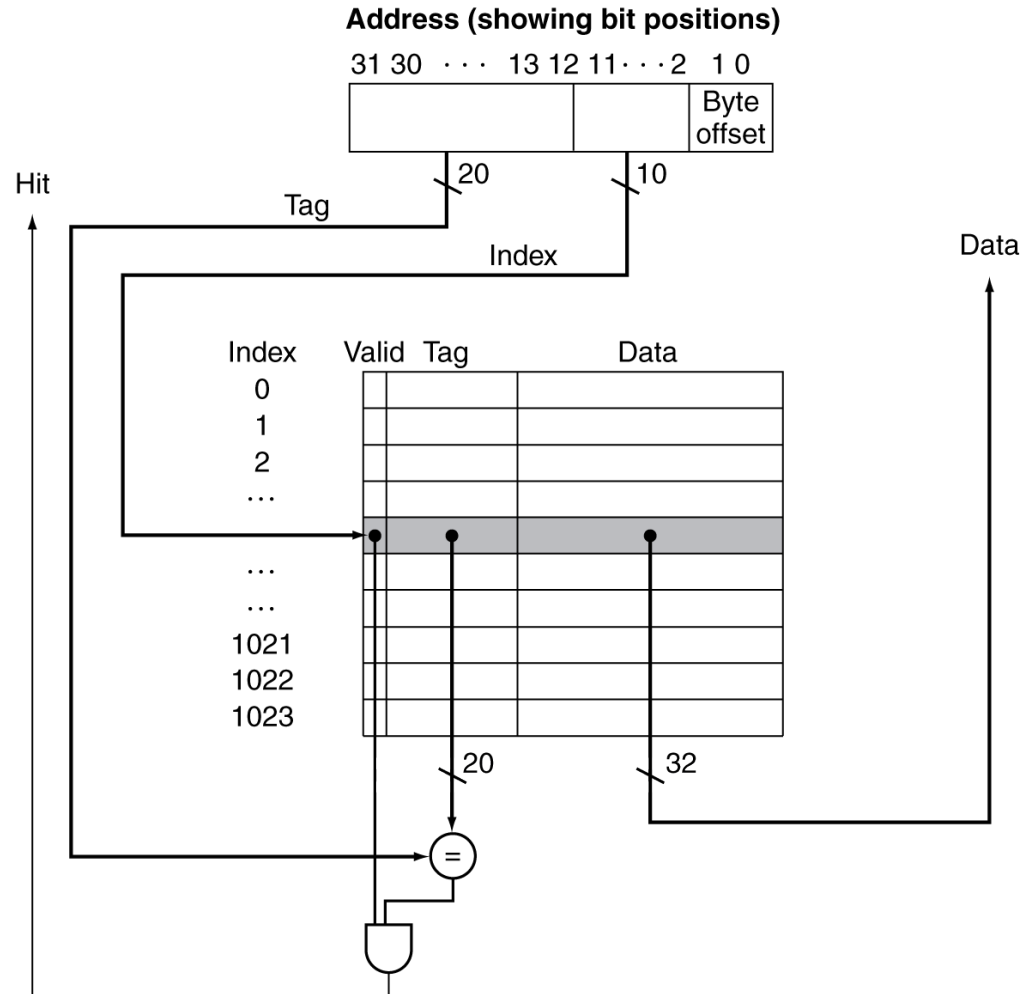 Address (showing bit positions)
31 30 · · · 13 12 11 · · · 2 1 0
Byte
offset
20
10
Hit
Tag
Index
Data
Index Valid Tag Data
0
1
2
...
...
...
1021
1022
1023
20
32
=